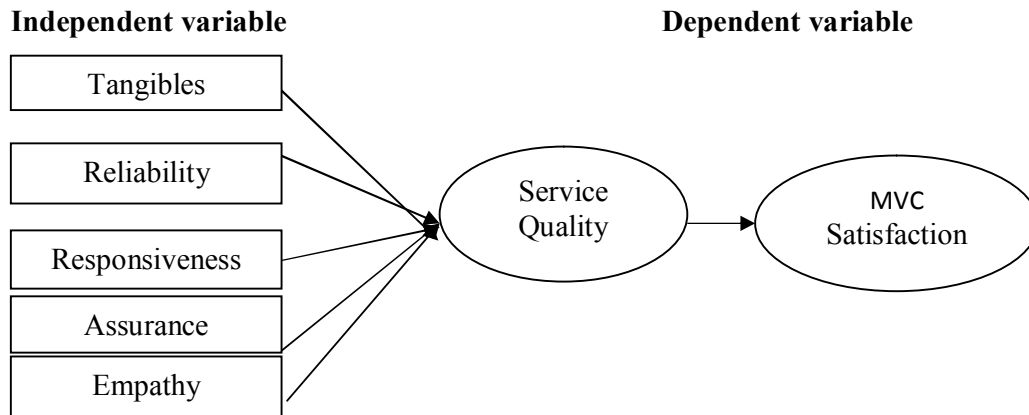 Independent variable
Dependent variable
Tangibles
Reliability
Responsiveness
Assurance
Empathy
Service
Quality
MVC
Satisfaction